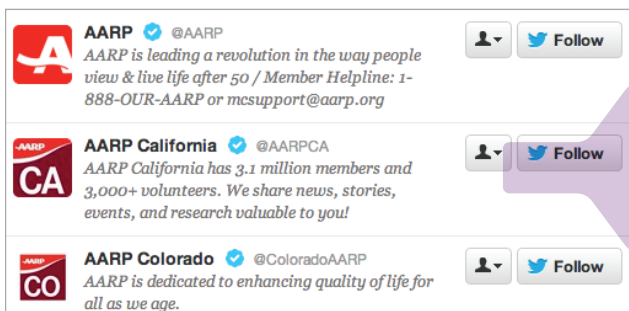 AARP @AARP
AARP is leading a revolution in the way people
view & live life after 50 / Member Helpline: 1-
888-OUR-AARP or mcsupport@aarp.org
Follow
AARP
CA
AARP California @AARPCA
AARP California has 3.1 million members and
3,000+ volunteers. We share news, stories,
events, and research valuable to you!
Follow
AARP
CO
AARP Colorado @ColoradoAARP
AARP is dedicated to enhancing quality of life for
all as we age.
Follow